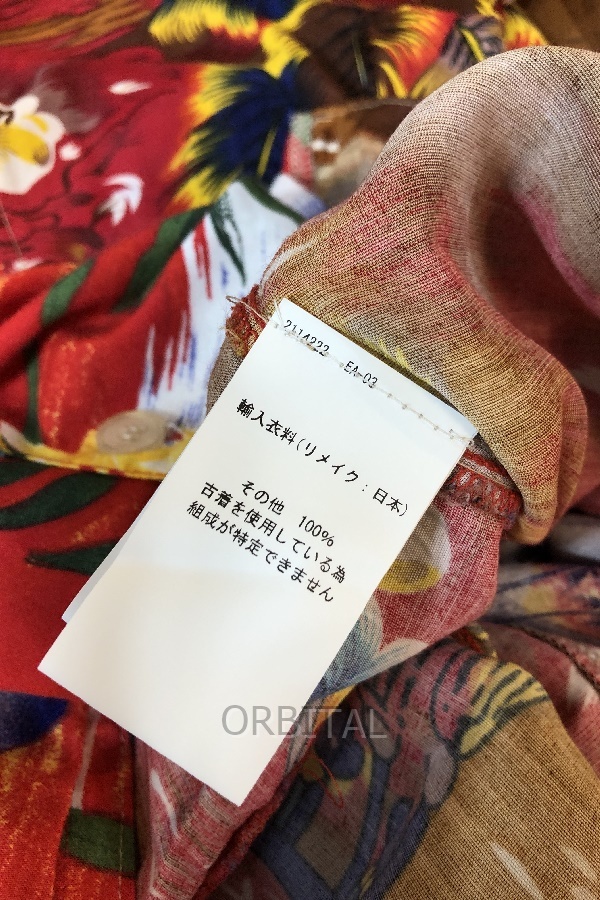 2114222 EA-03
輸入衣料(リメイク：日本)
その他 100%
古着を使用している為
組成が特定できません
ORBITAL